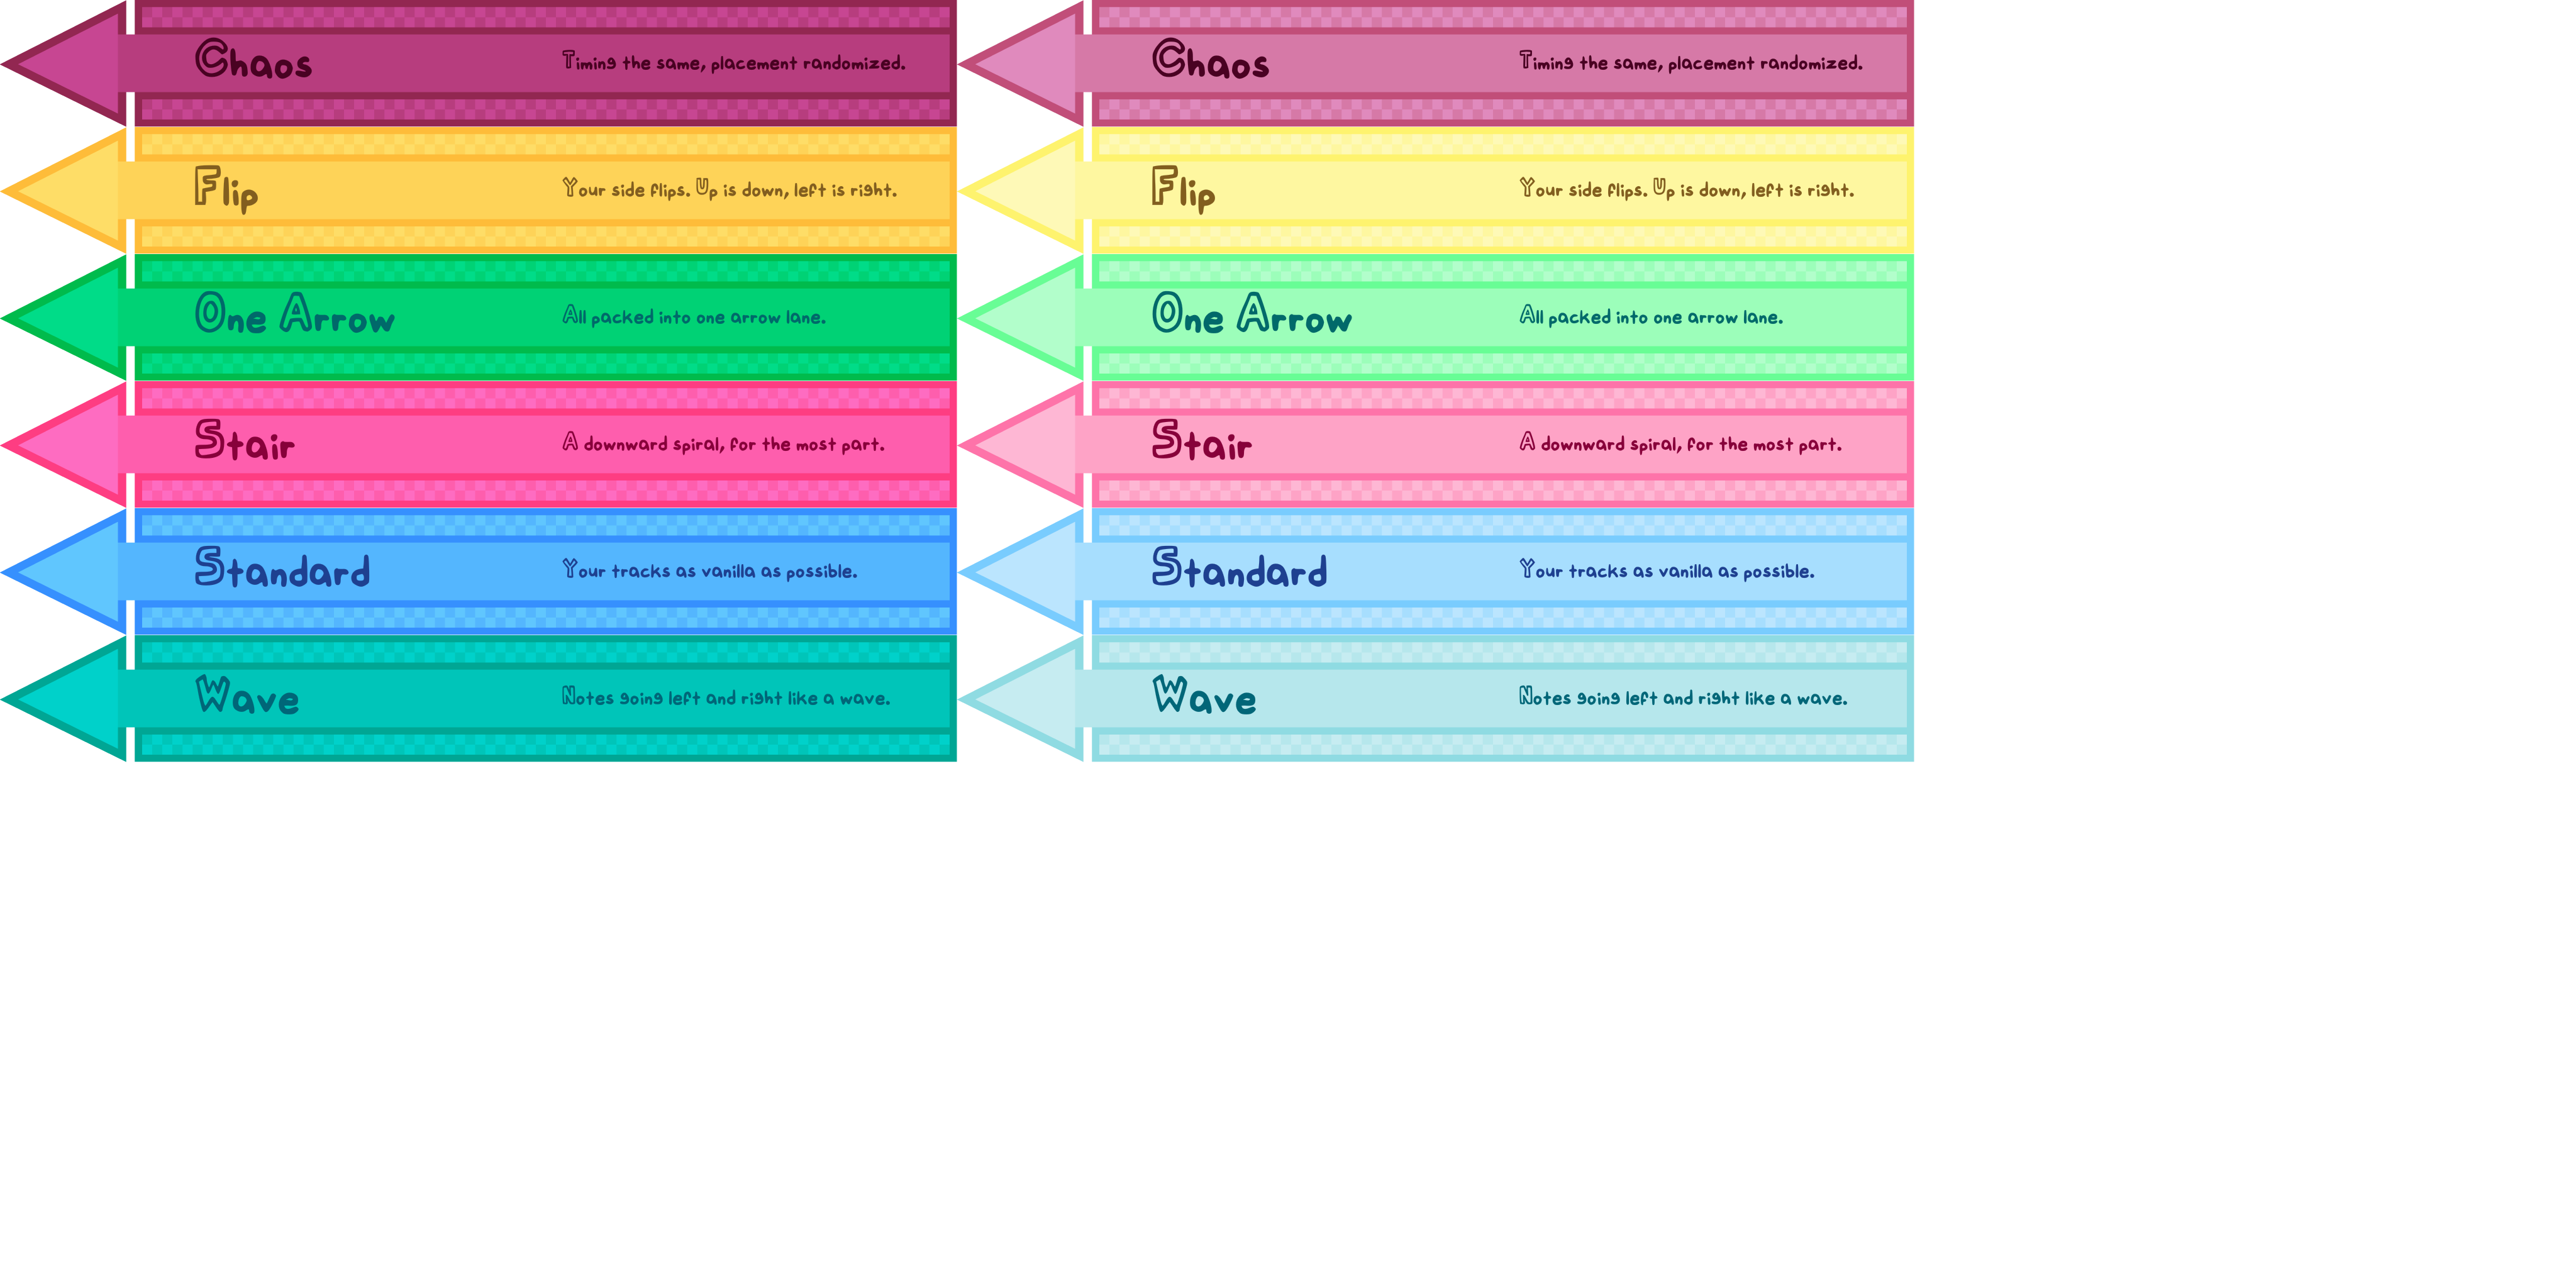 Chaos Timing the same, placement randomized.
Chaos Timing the same, placement randomized.
Flip Your side flips. Up is down, left is right.
Flip Your side flips. Up is down, left is right.
One Arrow All packed into one arrow lane.
One Arrow All packed into one arrow lane.
Stair A downward spiral, for the most part.
Stair A downward spiral, for the most part.
Standard Your tracks as vanilla as possible.
Standard Your tracks as vanilla as possible.
Wave Notes going left and right like a wave.
Wave Notes going left and right like a wave.